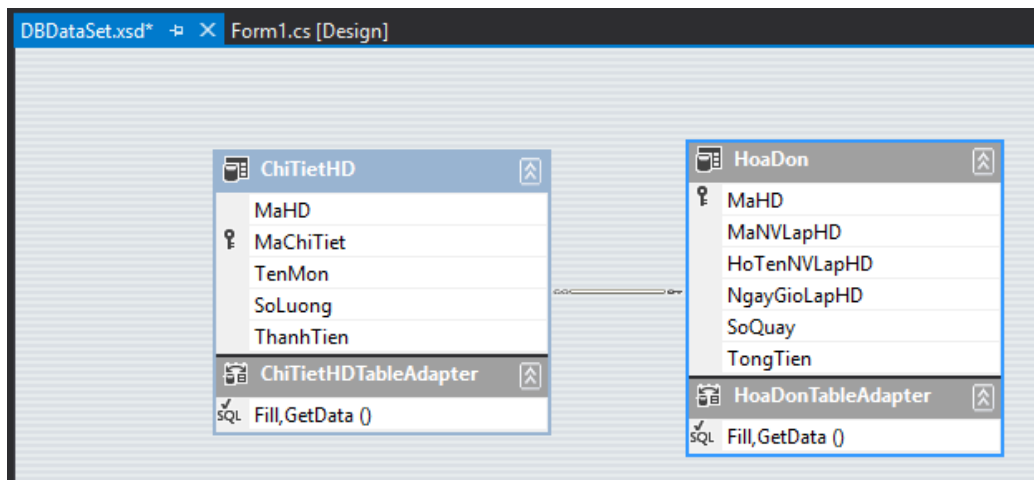 DBDataSet.xsd* Form1.cs [Design]
ChiTietHD
MaHD
MaChiTiet
TenMon
SoLuong
ThanhTien
ChiTietHDTableAdapter
SQL Fill,GetData ()
HoaDon
MaHD
MaNVLapHD
HoTenNVLapHD
NgayGioLapHD
SoQuay
TongTien
HoaDonTableAdapter
SQL Fill,GetData ()